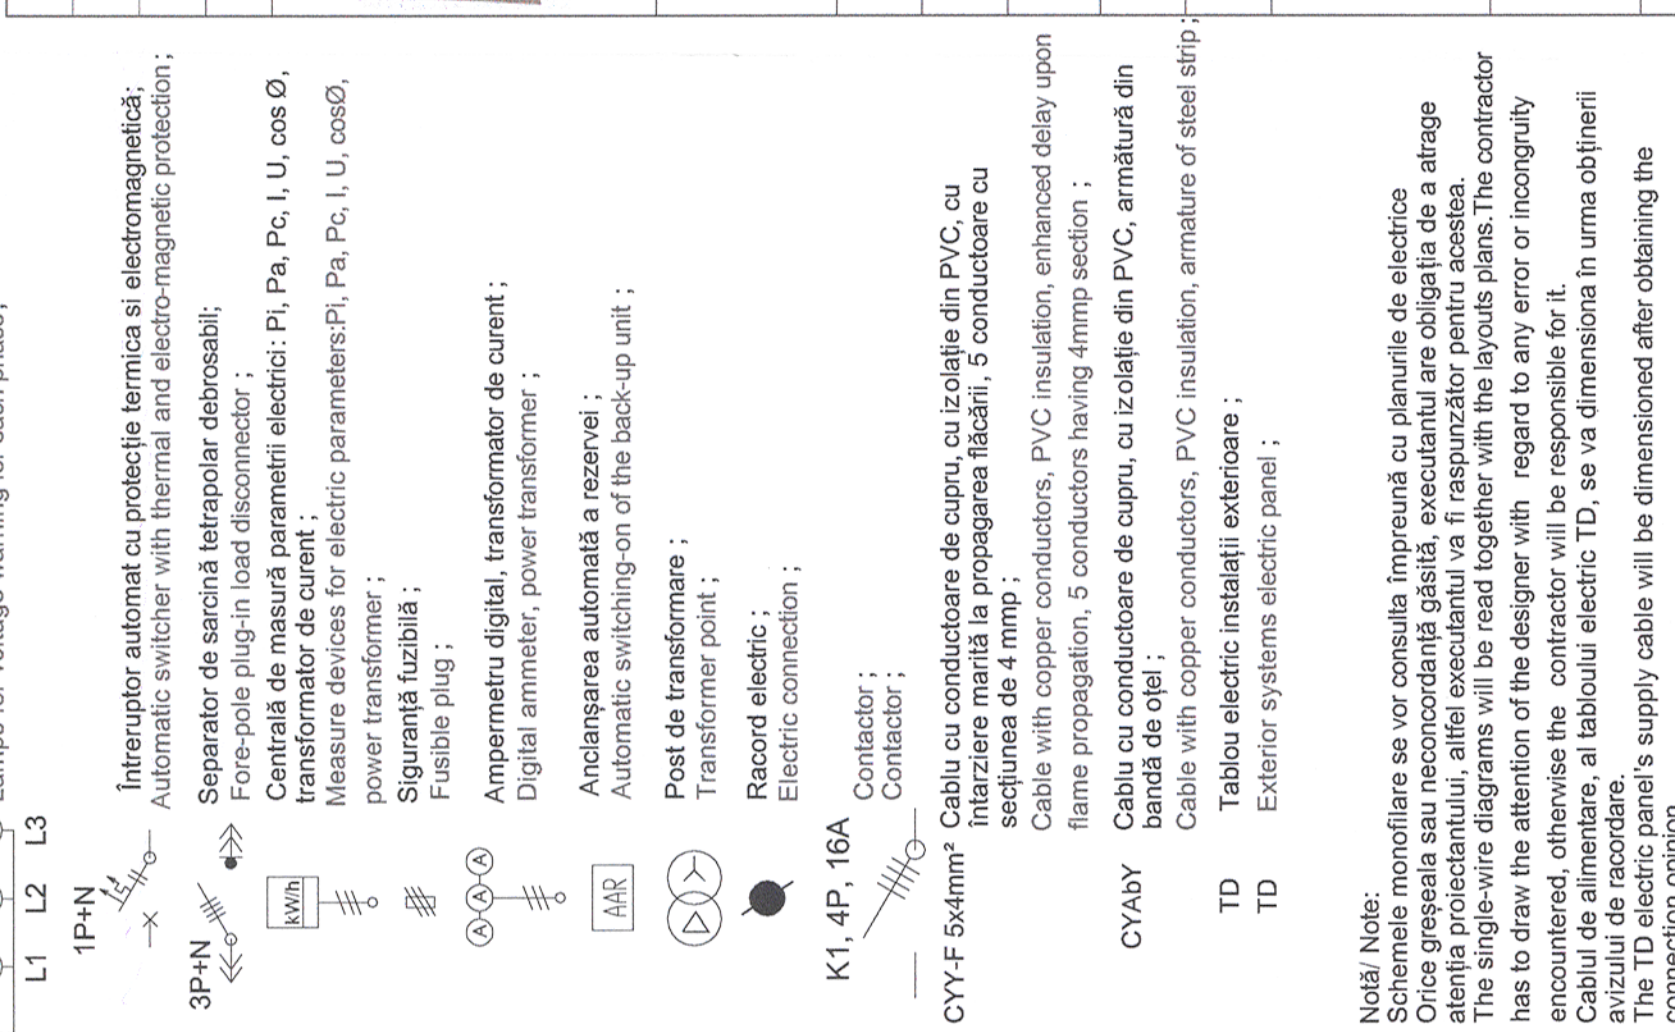 L1 L2 L3
1P+N
Întreruptor automat cu protecție termica si electromagnetică;
Automatic switcher with thermal and electro-magnetic protection;
3P+N
Separator de sarcină tetrapolar debrosabil;
Fore-pole plug-in load disconnector ;
kW/h
Centrală de masură parametrii electrici: Pi, Pa, Pc, I, U, cos Ø,
transformator de curent ;
Measure devices for electric parameters:Pi, Pa, Pc, I, U, cosØ,
power transformer ;
Siguranță fuzibilă ;
Fusible plug ;
A A A
Ampermetru digital, transformator de curent ;
Digital ammeter, power transformer ;
AAR
Anclanșarea automată a rezervei ;
Automatic switching-on of the back-up unit ;
Post de transformare ;
Transformer point ;
Racord electric ;
Electric connection ;
K1, 4P, 16A
Contactor ;
Contactor ;
CYY-F 5x4mm² Cablu cu conductoare de cupru, cu izolație din PVC, cu
întarziere marită la propagarea flăcării, 5 conductoare cu
secțiunea de 4 mmp ;
Cable with copper conductors, PVC insulation, enhanced delay upon
flame propagation, 5 conductors having 4mmp section ;
CYAbY Cablu cu conductoare de cupru, cu izolație din PVC, armătură din
bandă de oțel ;
Cable with copper conductors, PVC insulation, armature of steel strip ;
TD Tablou electric instalații exterioare ;
TD Exterior systems electric panel ;
Notă/ Note:
Schemele monofilare se vor consulta împreună cu planurile de electrice
Orice greșeala sau neconcordanță găsită, executantul are obligația de a atrage
atenția proiectantului, altfel executantul va fi raspunzător pentru acestea.
The single-wire diagrams will be read together with the layouts plans.The contractor
has to draw the attention of the designer with regard to any error or incongruity
encountered, otherwise the contractor will be responsible for it.
Cablul de alimentare, al tabloului electric TD, se va dimensiona în urma obținerii
avizului de racordare.
The TD electric panel's supply cable will be dimensioned after obtaining the
connection opinion